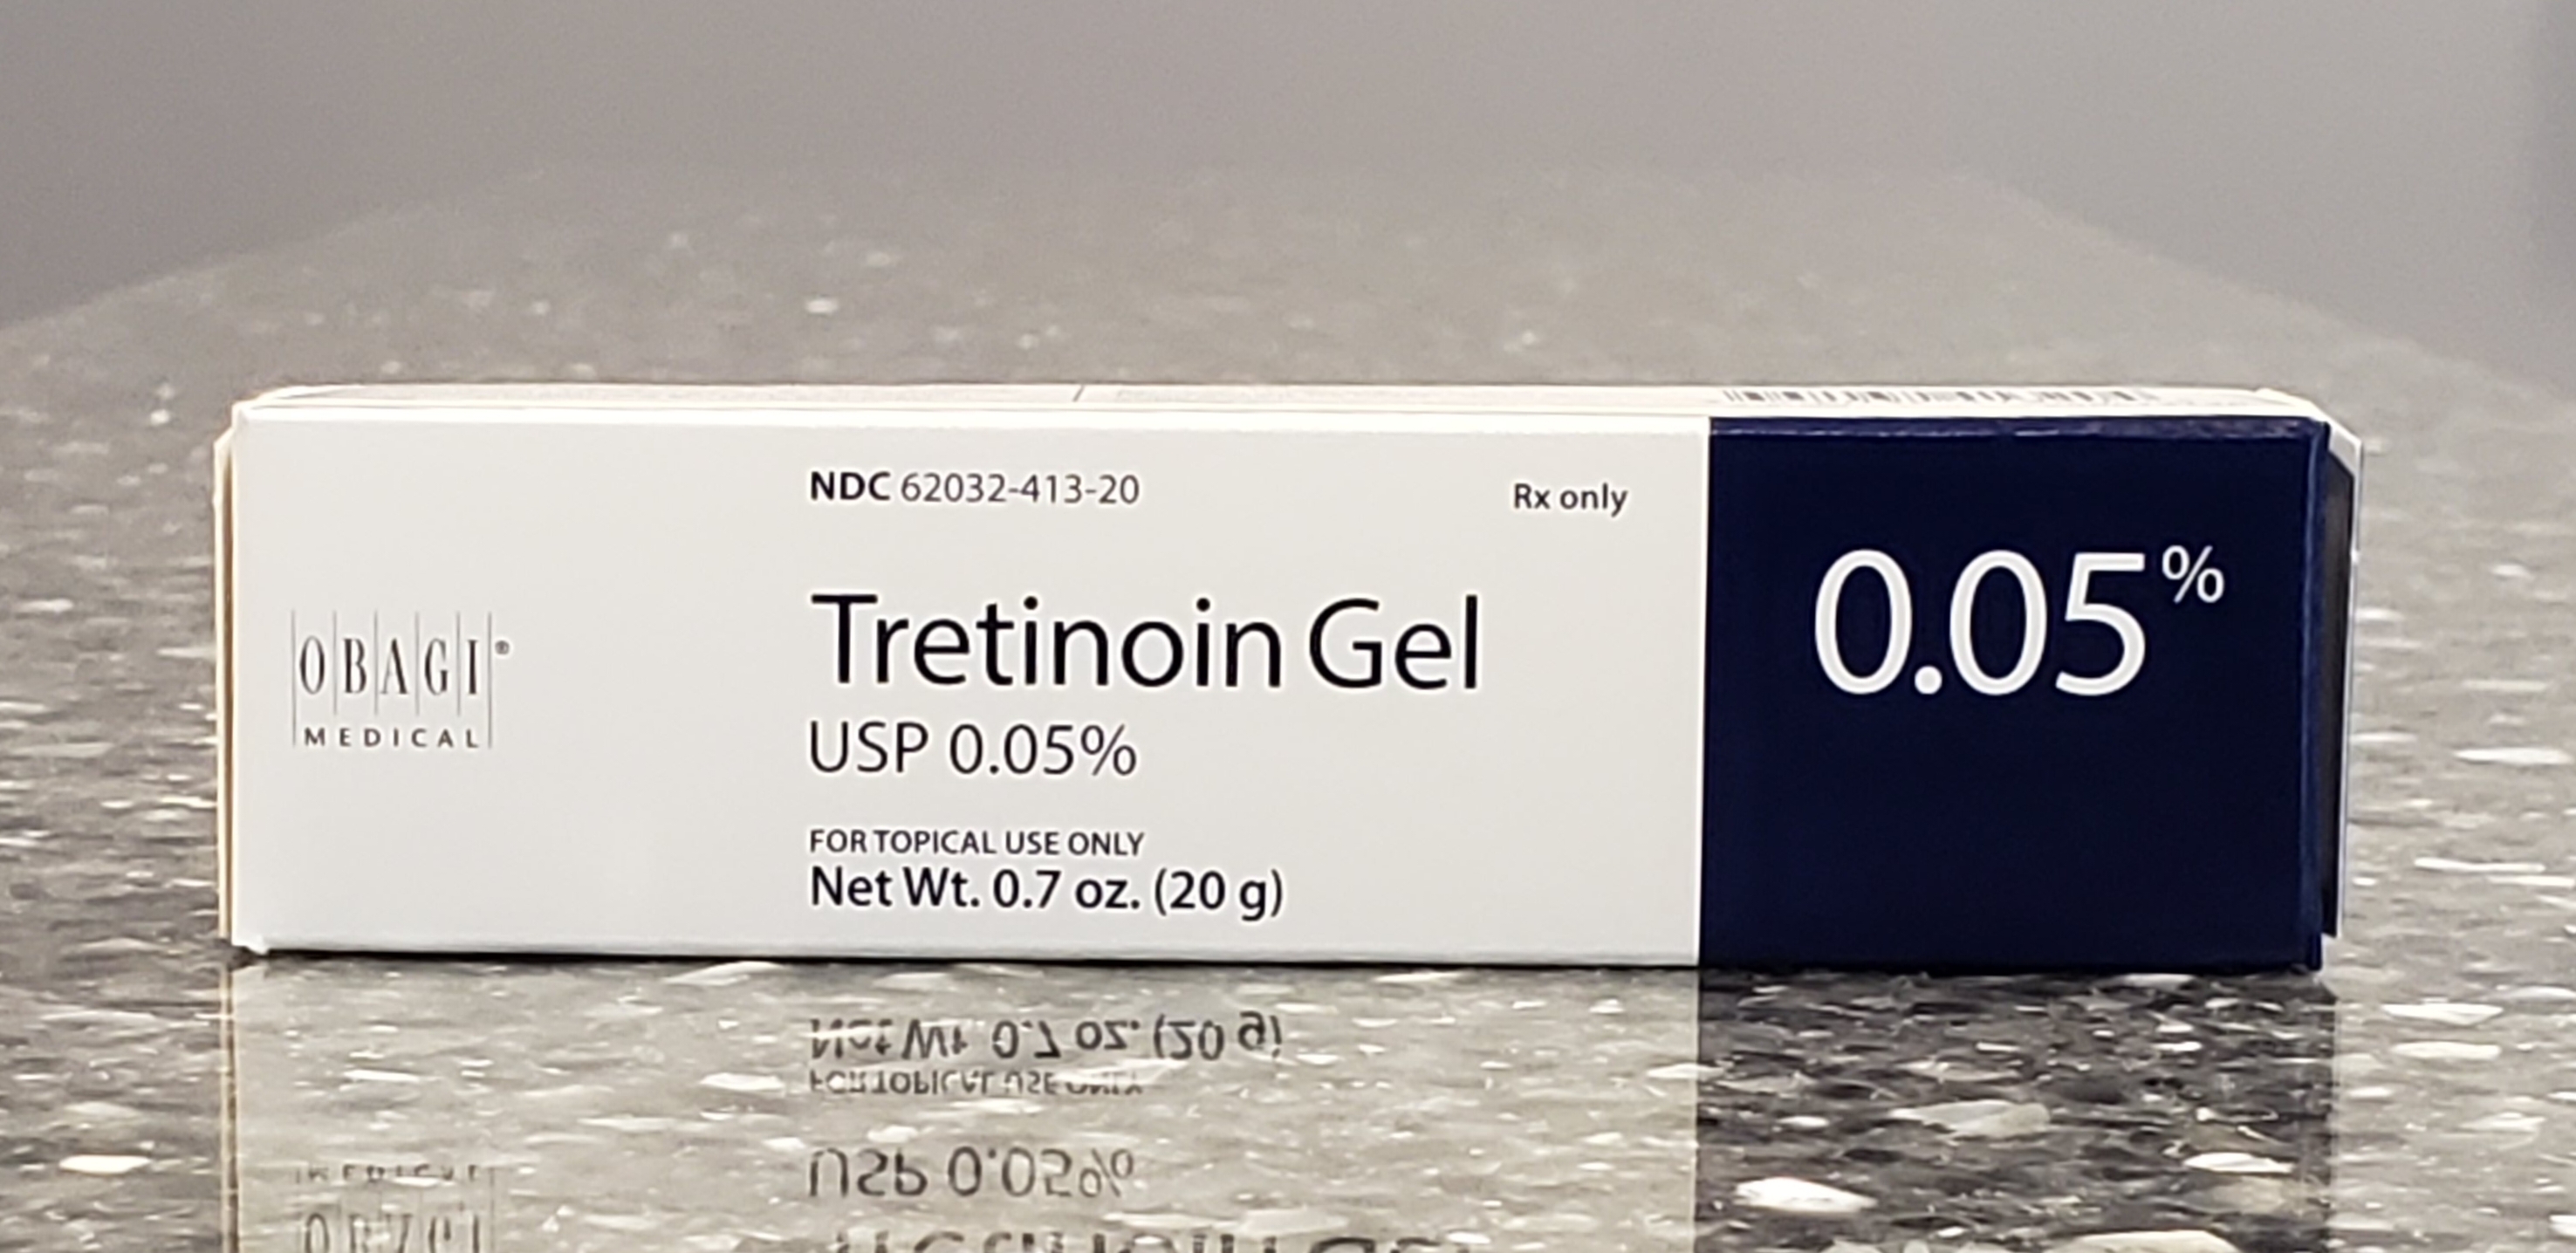 NDC 62032-413-20
Rx only
OBAGI®
MEDICAL
Tretinoin Gel
USP 0.05%
FOR TOPICAL USE ONLY
Net Wt. 0.7 oz. (20 g)
0.05%